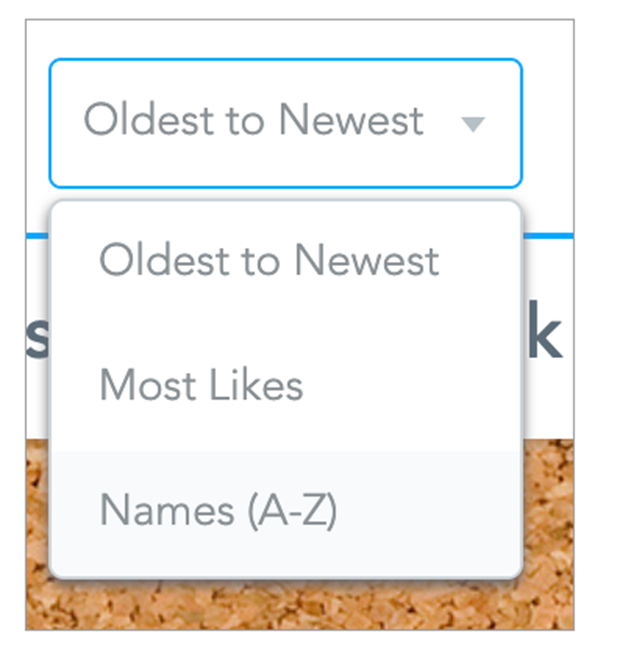 Oldest to Newest
Oldest to Newest
s k
Most Likes
Names (A-Z)